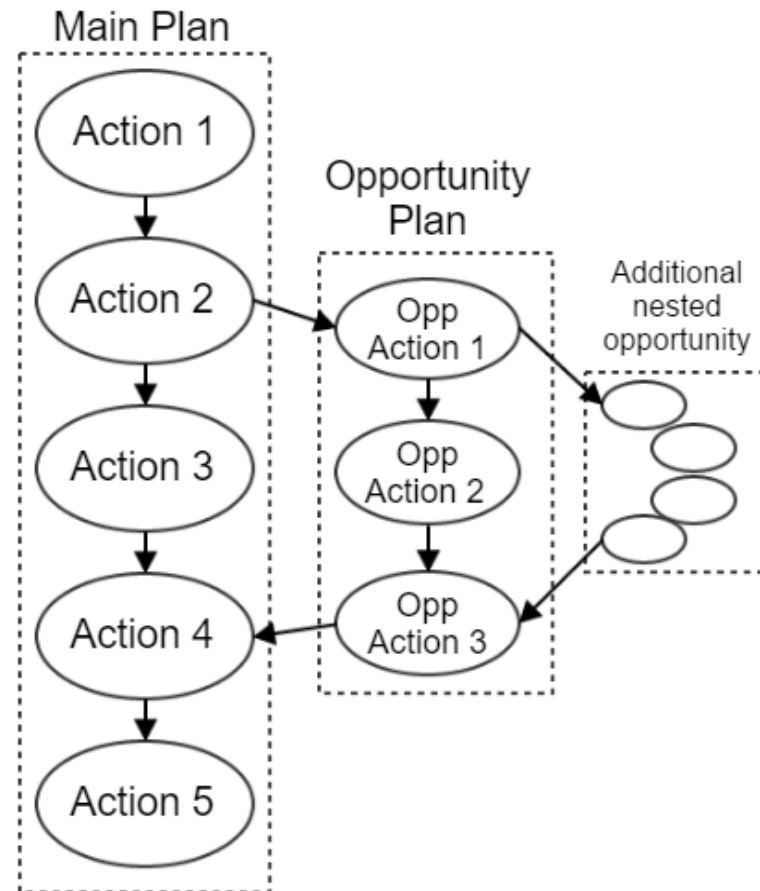 Main Plan
Action 1
Action 2
Action 3
Action 4
Action 5
Opportunity
Plan
Opp
Action 1
Opp
Action 2
Opp
Action 3
Additional
nested
opportunity